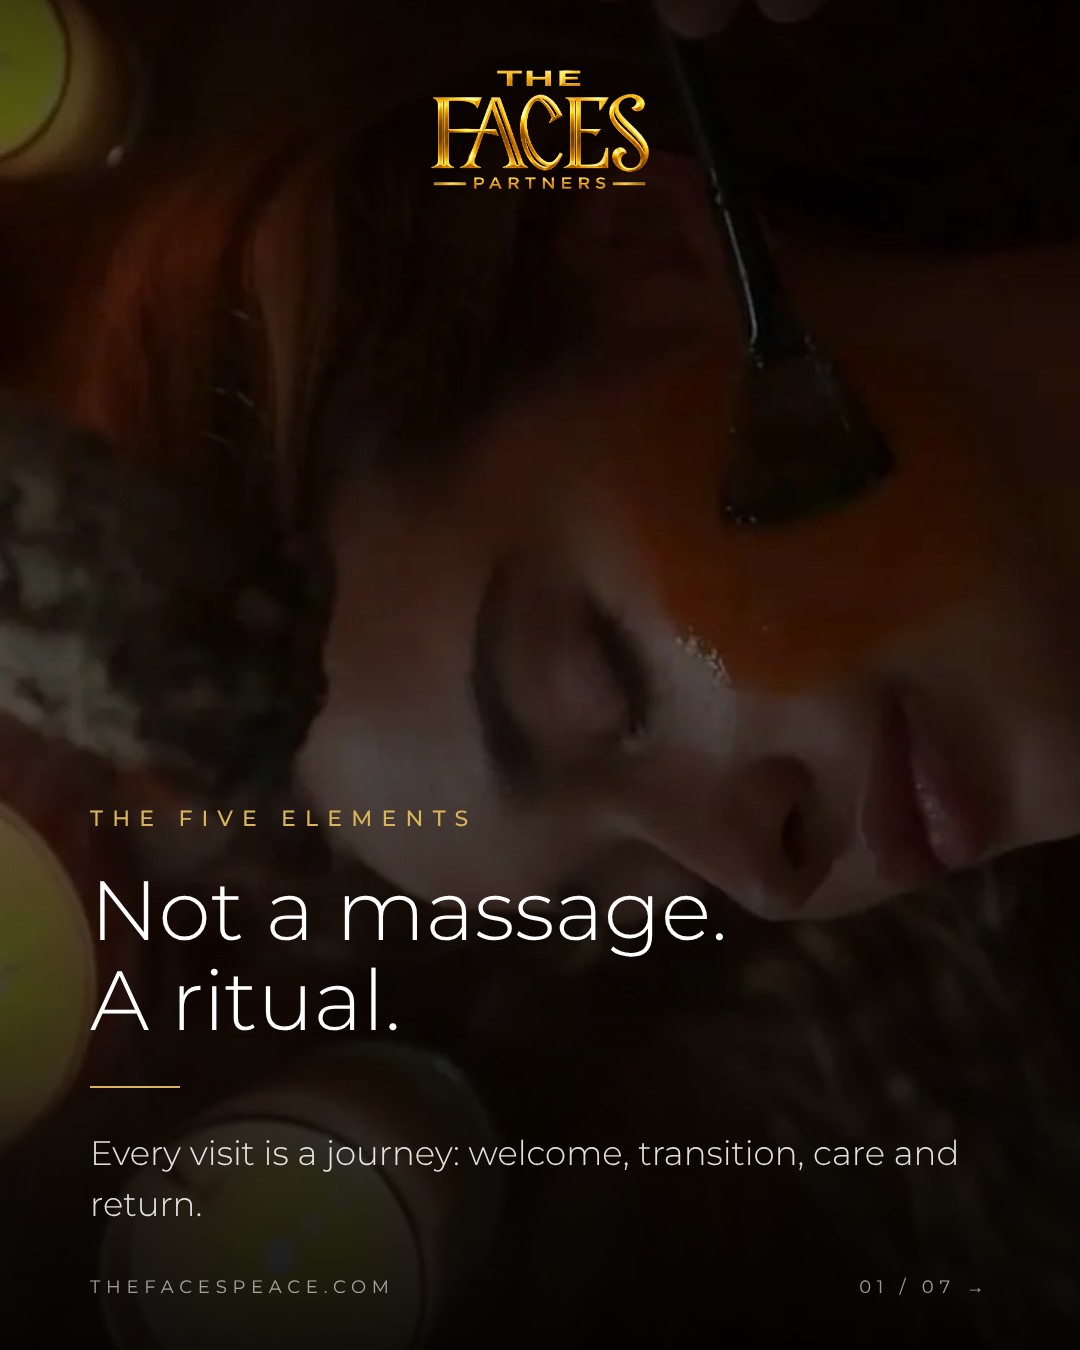 THE
FACES
PARTNERS
THE FIVE ELEMENTS
Not a massage.
A ritual.
Every visit is a journey: welcome, transition, care and
return.
THEFACESPEACE.COM
01 / 07 →